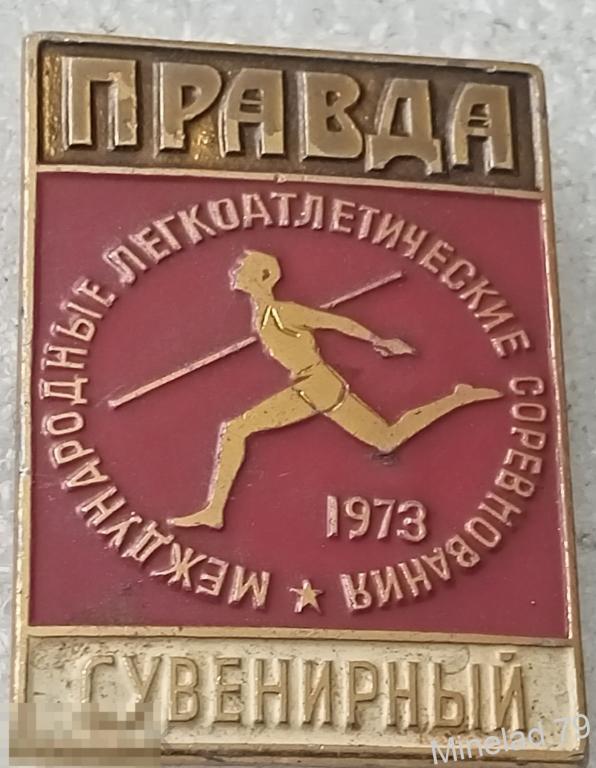 ПРАВДА
МЕЖДУНАРОДНЫЕ ЛЕГКОАТЛЕТИЧЕСКИЕ СОРЕВНОВАНИЯ
1973
СУВЕНИРНЫЙ
Minelad 79